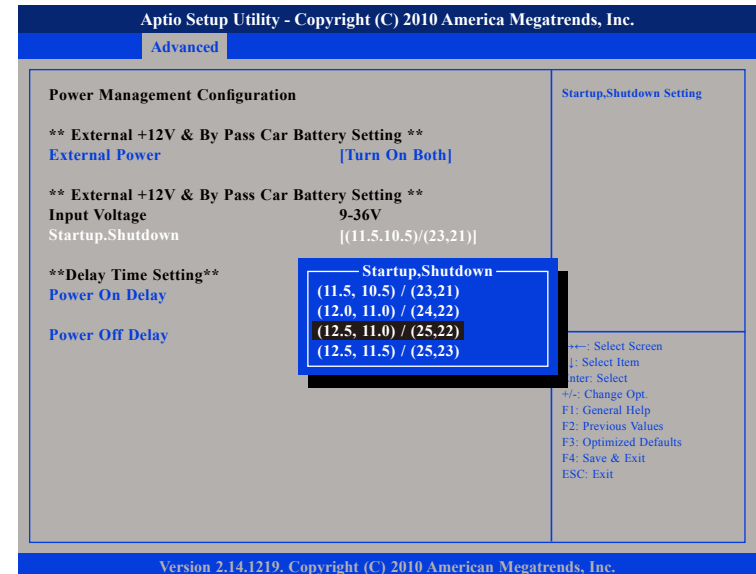 Aptio Setup Utility - Copyright (C) 2010 America Megatrends, Inc.
Advanced
Power Management Configuration
** External +12V & By Pass Car Battery Setting **
External Power [Turn On Both]
** External +12V & By Pass Car Battery Setting **
Input Voltage 9-36V
Startup.Shutdown [(11.5.10.5)/(23,21)]
**Delay Time Setting**
Power On Delay
Power Off Delay
Startup,Shutdown
(11.5, 10.5) / (23,21)
(12.0, 11.0) / (24,22)
(12.5, 11.0) / (25,22)
(12.5, 11.5) / (25,23)
Startup,Shutdown Setting
→←: Select Screen
↓: Select Item
Enter: Select
+/-: Change Opt.
F1: General Help
F2: Previous Values
F3: Optimized Defaults
F4: Save & Exit
ESC: Exit
Version 2.14.1219. Copyright (C) 2010 American Megatrends, Inc.